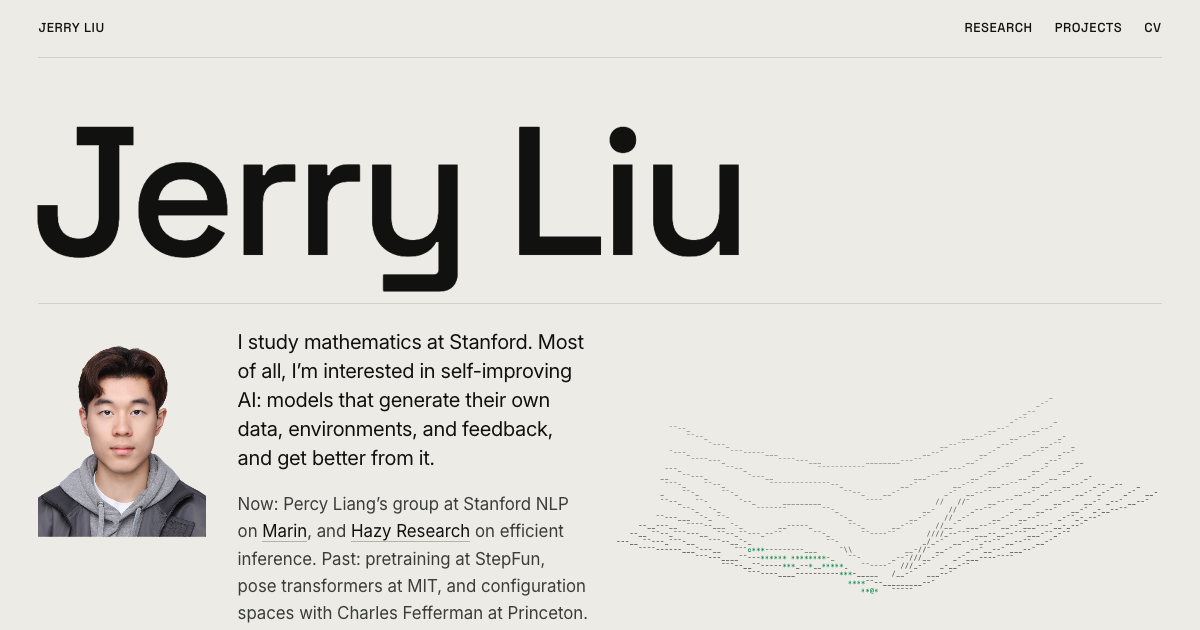 JERRY LIU
RESEARCH PROJECTS CV
Jerry Liu
I study mathematics at Stanford. Most
of all, I’m interested in self-improving
AI: models that generate their own
data, environments, and feedback,
and get better from it.
Now: Percy Liang’s group at Stanford NLP
on Marin, and Hazy Research on efficient
inference. Past: pretraining at StepFun,
pose transformers at MIT, and configuration
spaces with Charles Fefferman at Princeton.